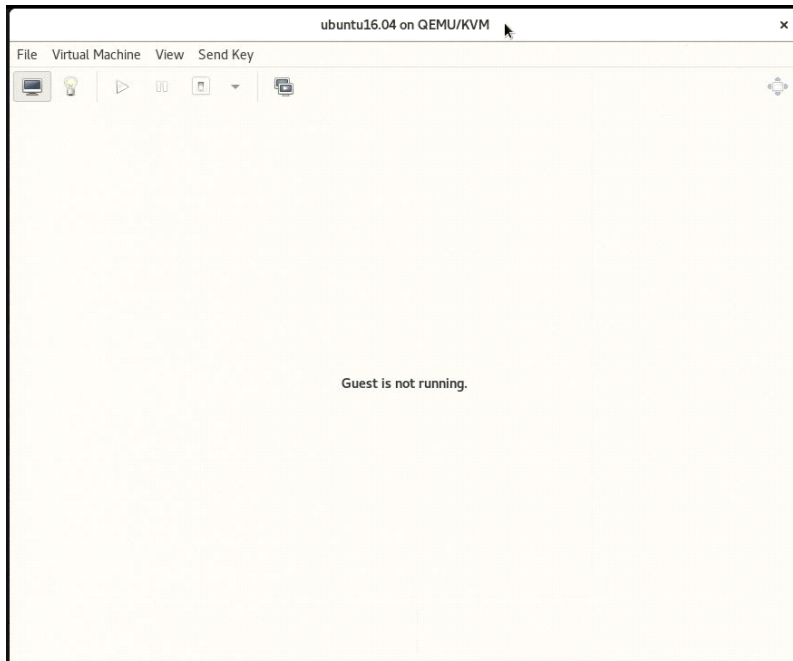 ubuntu16.04 on QEMU/KVM
File Virtual Machine View Send Key
Guest is not running.